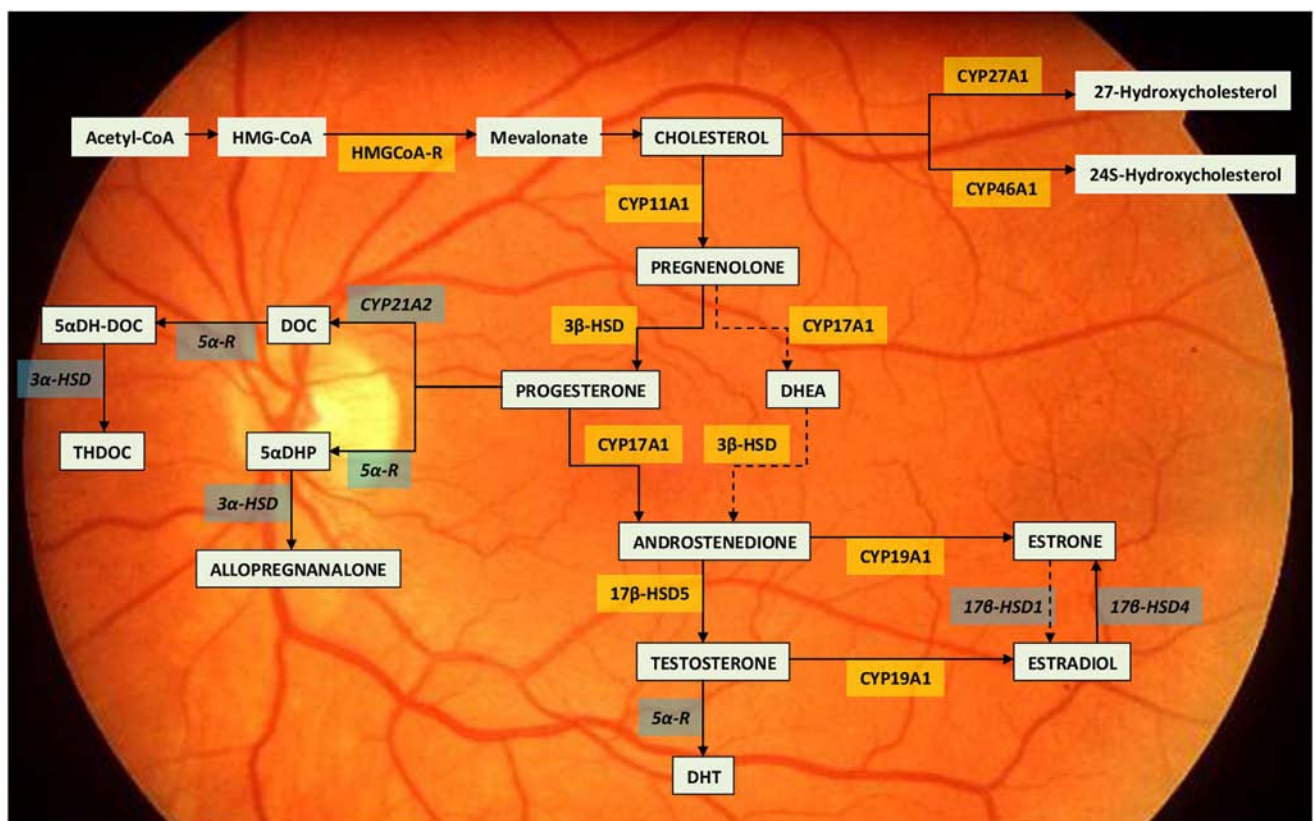 CYP27A1
27-Hydroxycholesterol
Acetyl-CoA
HMG-CoA
HMGCoA-R
Mevalonate
CHOLESTEROL
CYP46A1
24S-Hydroxycholesterol
CYP11A1
PREGNENOLONE
5αDH-DOC
5α-R
DOC
CYP21A2
3β-HSD
CYP17A1
3α-HSD
PROGESTERONE
DHEA
THDOC
5αDHP
5α-R
CYP17A1
3β-HSD
3α-HSD
ALLOPREGNANALONE
ANDROSTENEDIONE
CYP19A1
ESTRONE
17β-HSD5
17β-HSD1
17β-HSD4
TESTOSTERONE
CYP19A1
ESTRADIOL
5α-R
DHT